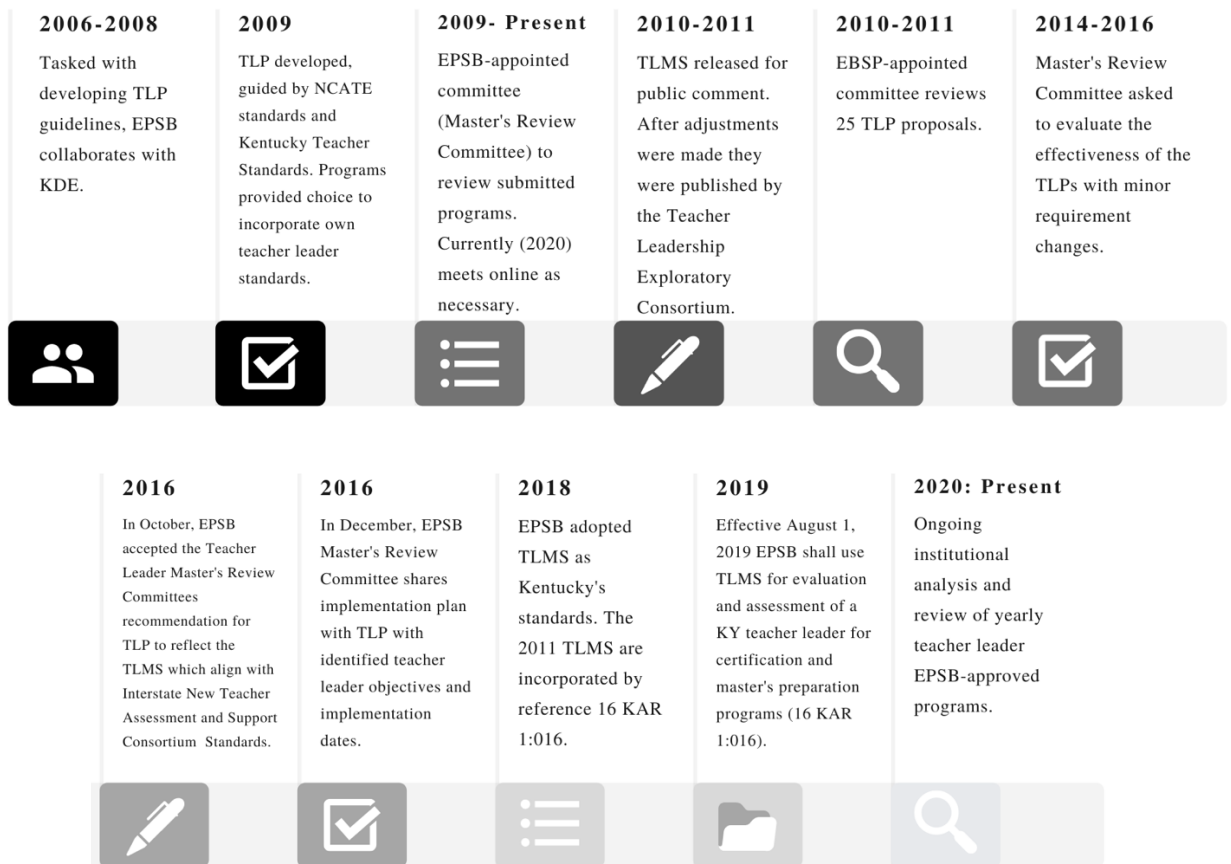 2006-2008
Tasked with
developing TLP
guidelines, EPSB
collaborates with
KDE.
2009
TLP developed,
guided by NCATE
standards and
Kentucky Teacher
Standards. Programs
provided choice to
incorporate own
teacher leader
standards.
2009- Present
EPSB-appointed
committee
(Master's Review
Committee) to
review submitted
programs.
Currently (2020)
meets online as
necessary.
2010-2011
TLMS released for
public comment.
After adjustments
were made they
were published by
the Teacher
Leadership
Exploratory
Consortium.
2010-2011
EBSP-appointed
committee reviews
25 TLP proposals.
2014-2016
Master's Review
Committee asked
to evaluate the
effectiveness of the
TLPs with minor
requirement
changes.
2016
In October, EPSB
accepted the Teacher
Leader Master's Review
Committees
recommendation for
TLP to reflect the
TLMS which align with
Interstate New Teacher
Assessment and Support
Consortium Standards.
2016
In December, EPSB
Master's Review
Committee shares
implementation plan
with TLP with
identified teacher
leader objectives and
implementation
dates.
2018
EPSB adopted
TLMS as
Kentucky's
standards. The
2011 TLMS are
incorporated by
reference 16 KAR
1:016.
2019
Effective August 1,
2019 EPSB shall use
TLMS for evaluation
and assessment of a
KY teacher leader for
certification and
master's preparation
programs (16 KAR
1:016).
2020: Present
Ongoing
institutional
analysis and
review of yearly
teacher leader
EPSB-approved
programs.